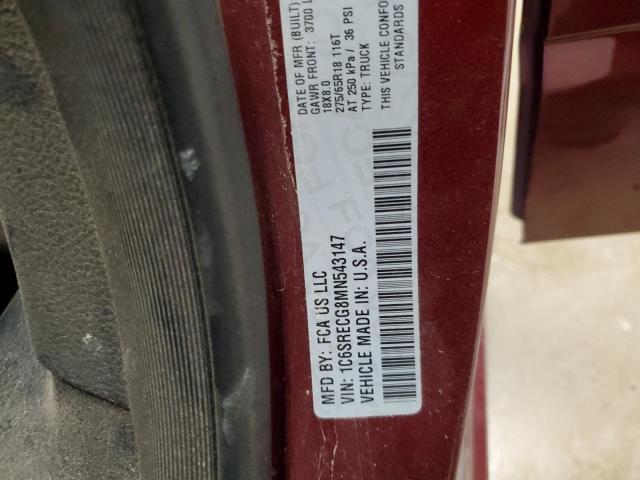 MFD BY: FCA US LLC
DATE OF MFR (BUILT)
GAWR FRONT: 3700 L
18X8.0
275/65R18 116T
AT 250 kPa / 36 PSI
TYPE: TRUCK
THIS VEHICLE CONFO
STANDARDS
VIN: 1C6SRECG8MN543147
VEHICLE MADE IN: U.S.A.